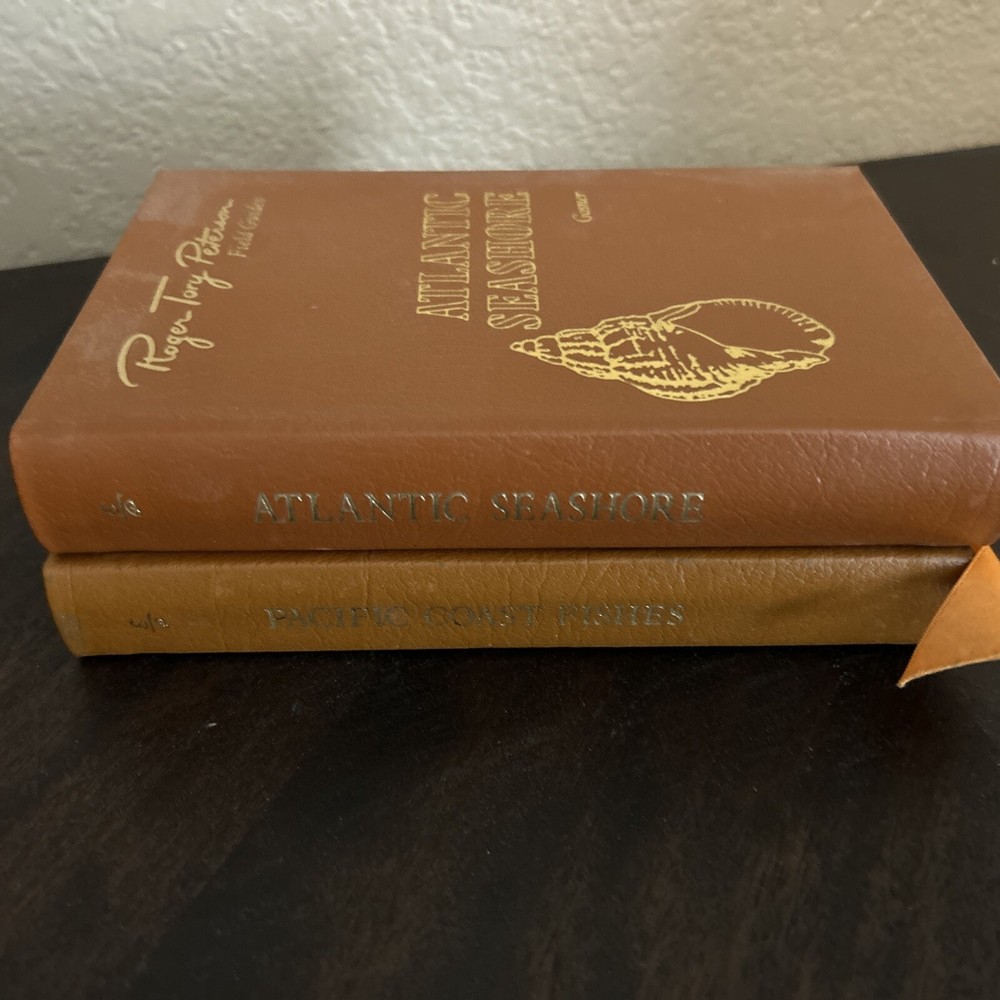 Roger Tory Peterson
Field Guides
ATLANTIC
SEASHORE
Gosner
ATLANTIC SEASHORE
PACIFIC COAST FISHES